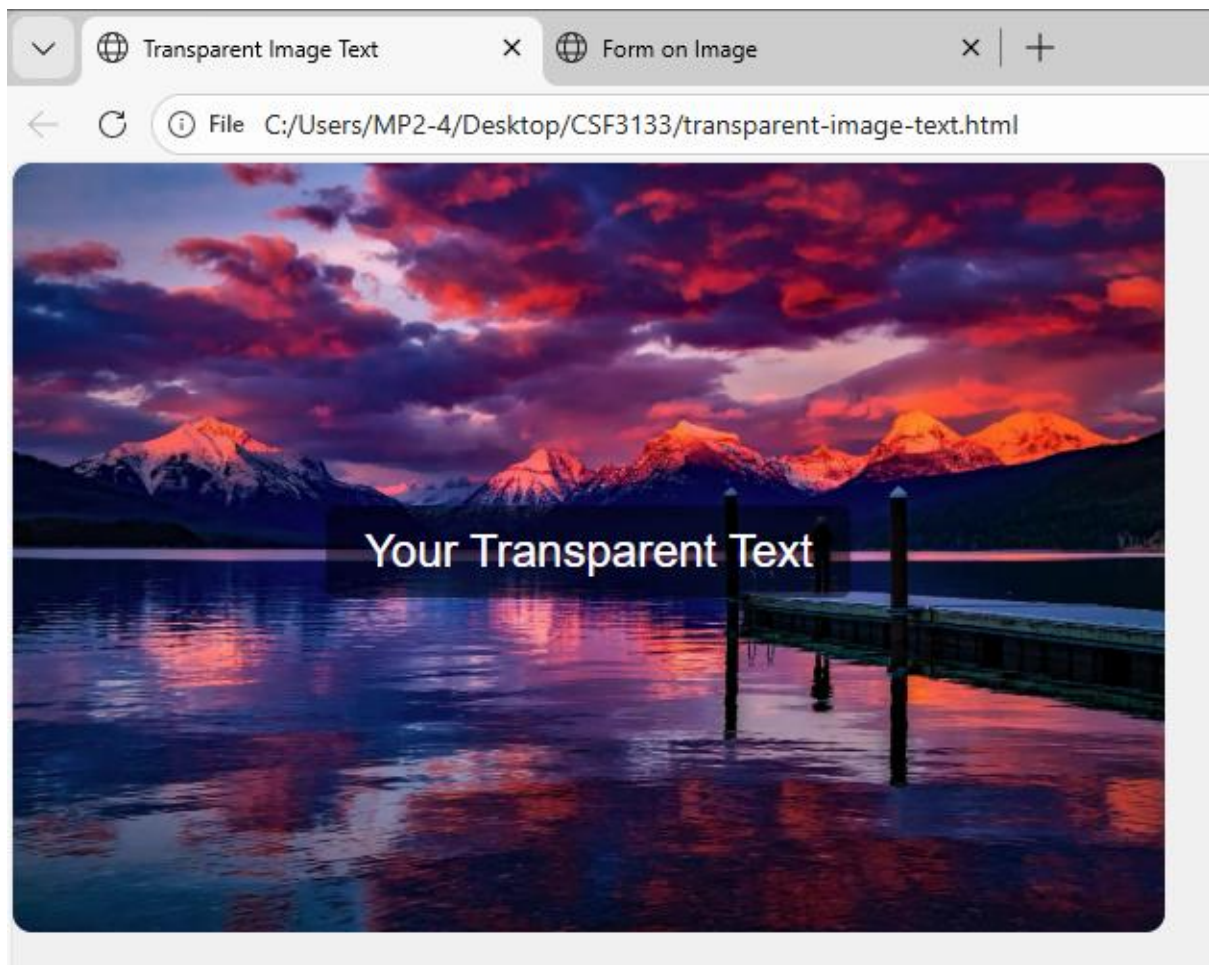 Transparent Image Text
Form on Image
File C:/Users/MP2-4/Desktop/CSF3133/transparent-image-text.html
Your Transparent Text